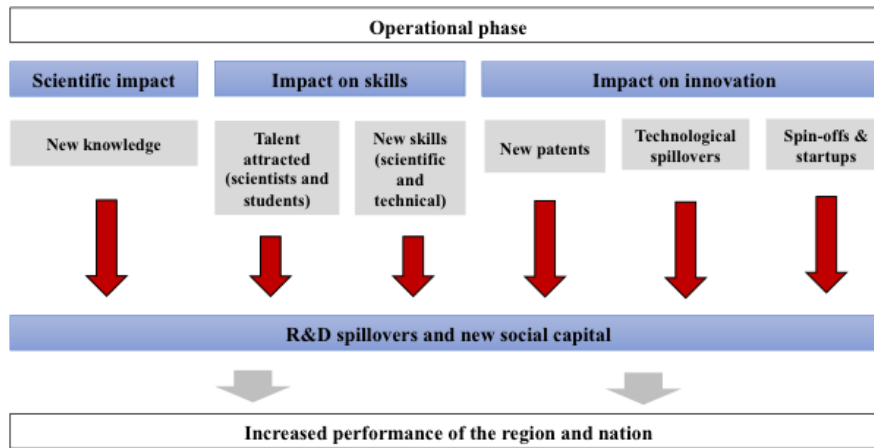 Operational phase
Scientific impact
Impact on skills
Impact on innovation
New knowledge
Talent
attracted
(scientists and
students)
New skills
(scientific
and
technical)
New patents
Technological
spillovers
Spin-offs &
startups
R&D spillovers and new social capital
Increased performance of the region and nation